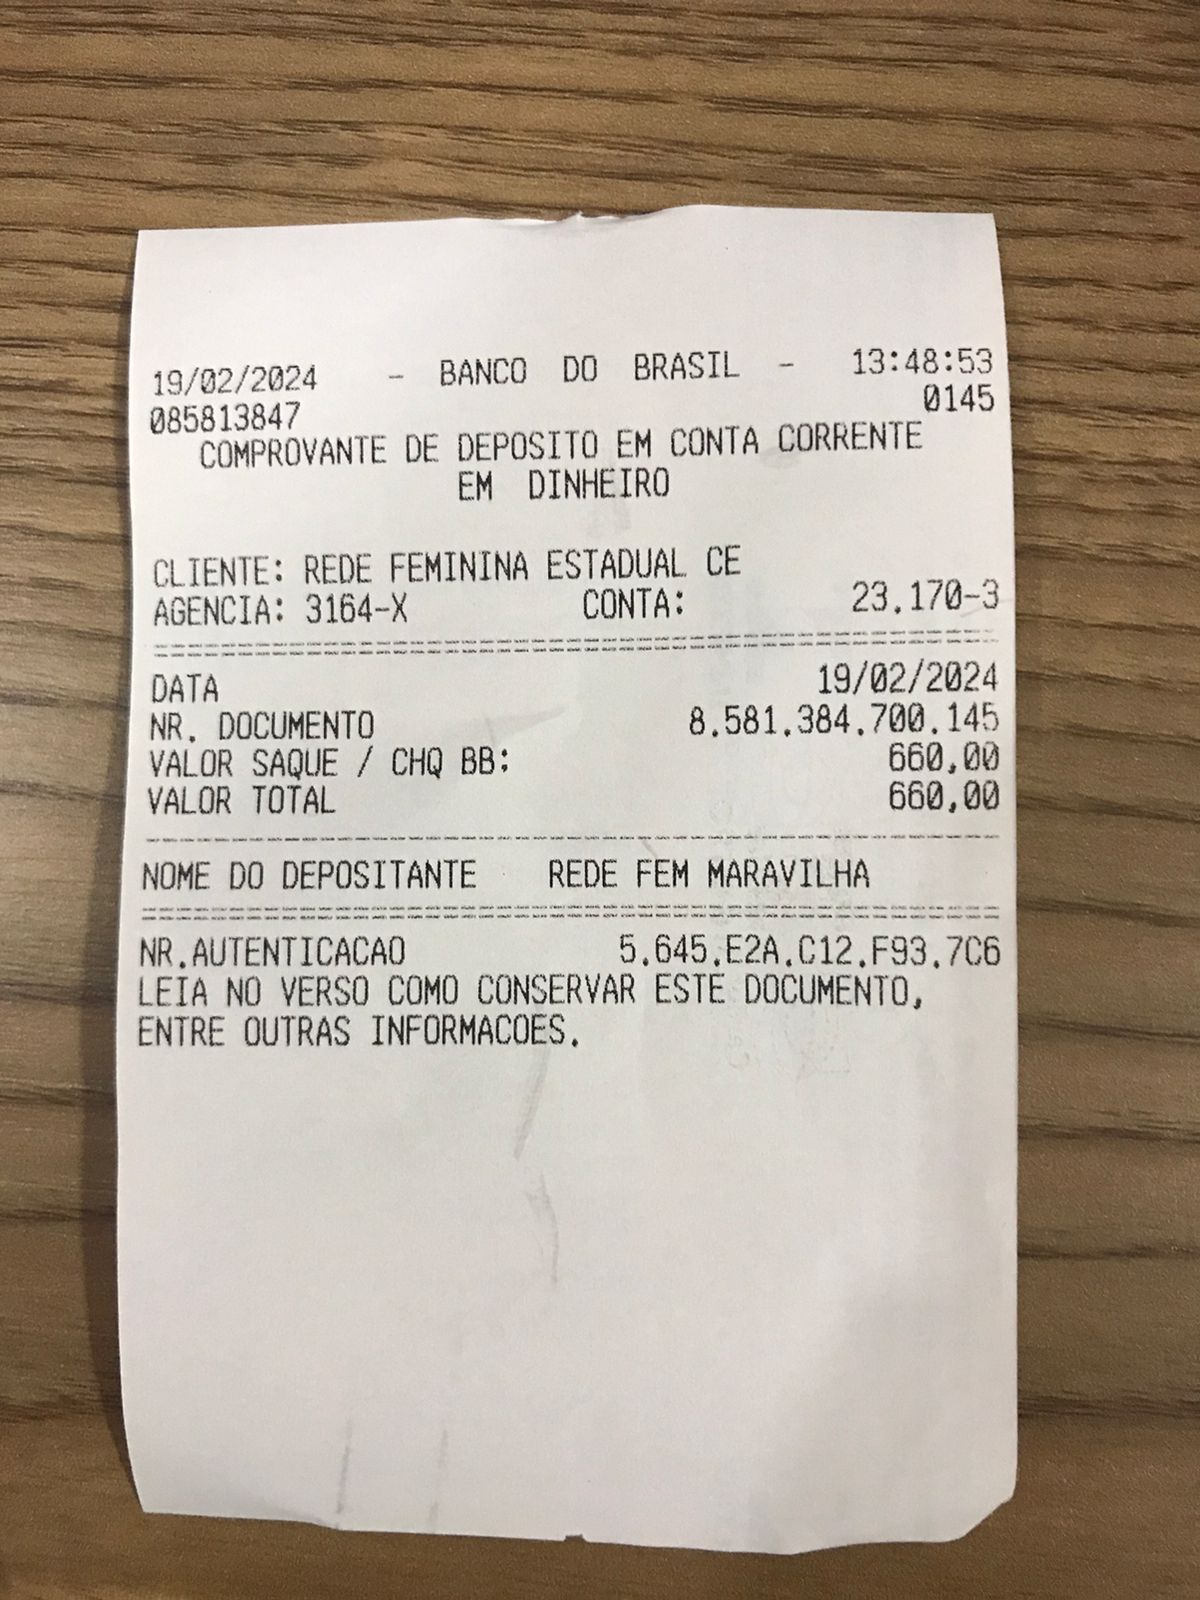 19/02/2024 - BANCO DO BRASIL - 13:48:53
085813847 0145
COMPROVANTE DE DEPOSITO EM CONTA CORRENTE
EM DINHEIRO
CLIENTE: REDE FEMININA ESTADUAL CE
AGENCIA: 3164-X CONTA: 23.170-3
DATA 19/02/2024
NR. DOCUMENTO 8.581.384.700.145
VALOR SAQUE / CHQ BB: 660,00
VALOR TOTAL 660,00
NOME DO DEPOSITANTE REDE FEM MARAVILHA
NR.AUTENTICACAO 5.645.E2A.C12.F93.7C6
LEIA NO VERSO COMO CONSERVAR ESTE DOCUMENTO,
ENTRE OUTRAS INFORMACOES.